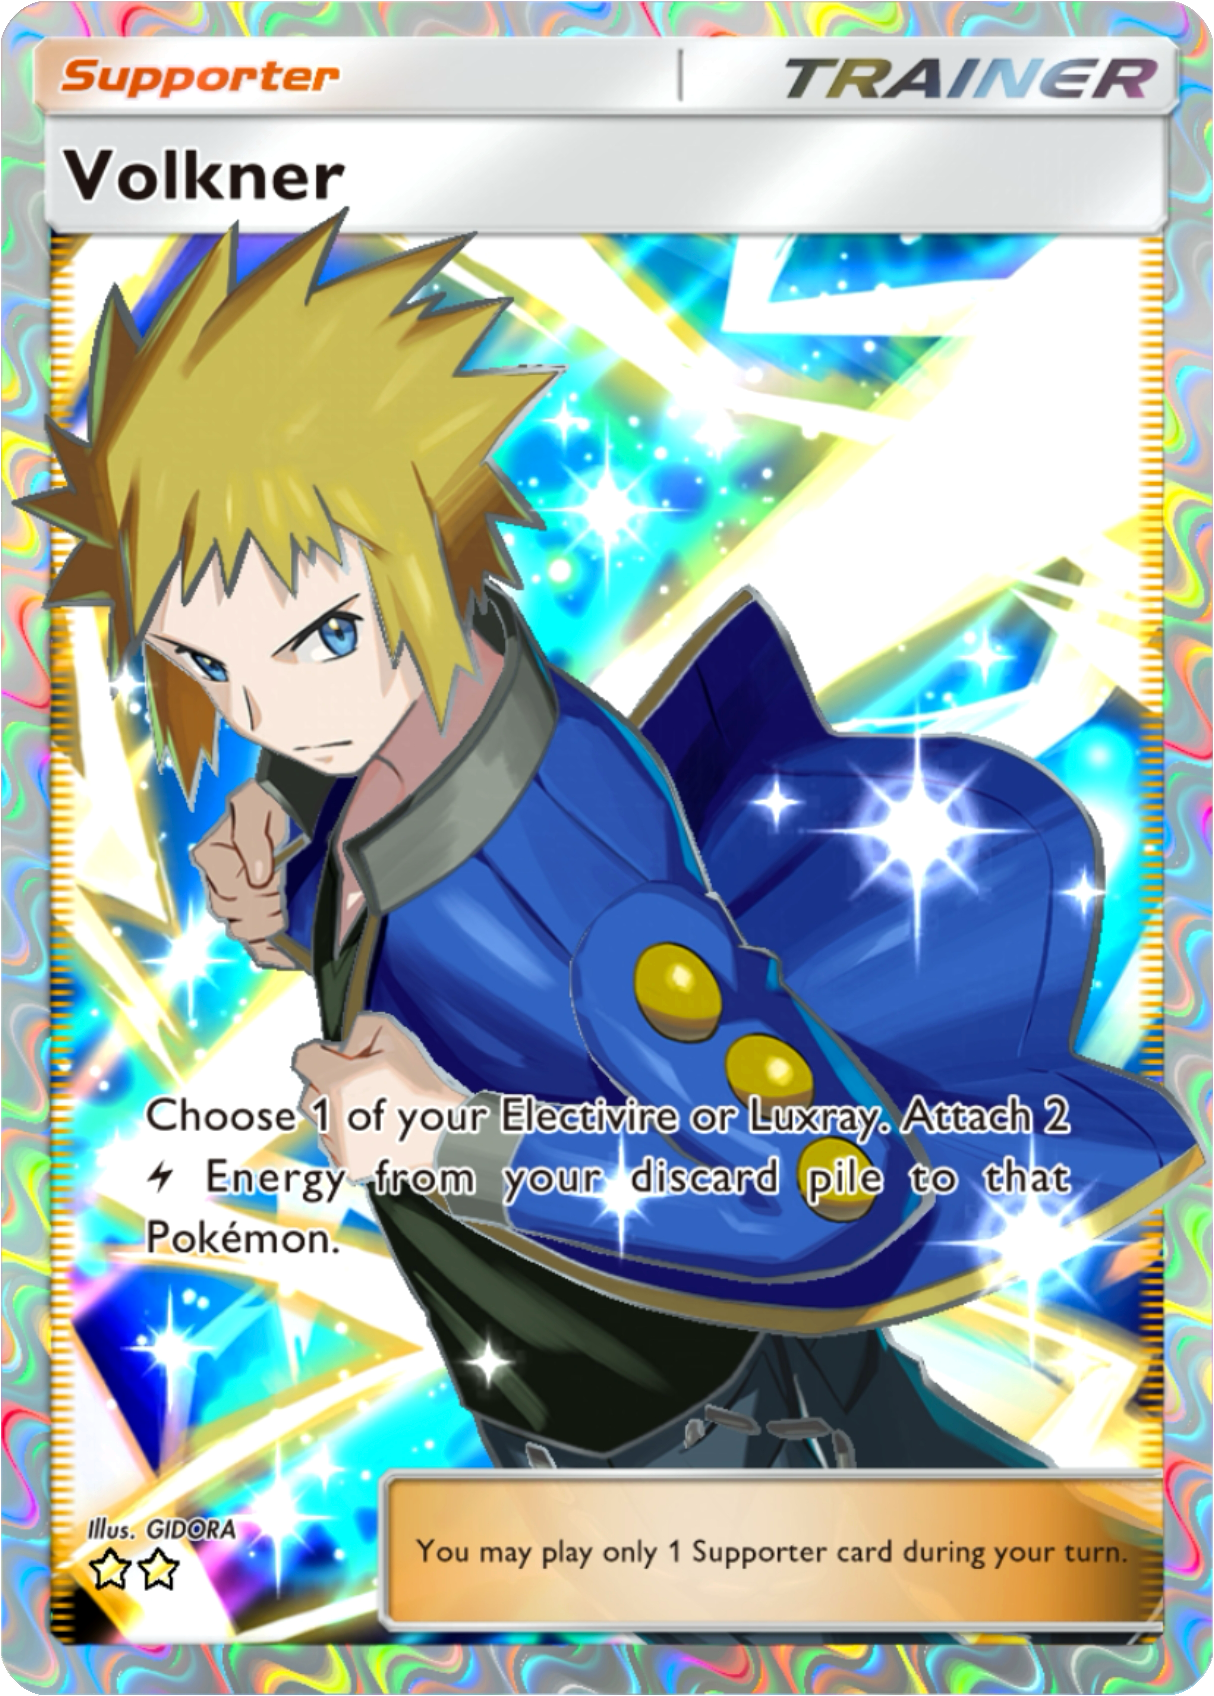 Supporter
TRAINER
Volkner
Choose 1 of your Electivire or Luxray. Attach 2
Energy from your discard pile to that
Pokémon.
Illus. GIDORA
You may play only 1 Supporter card during your turn.